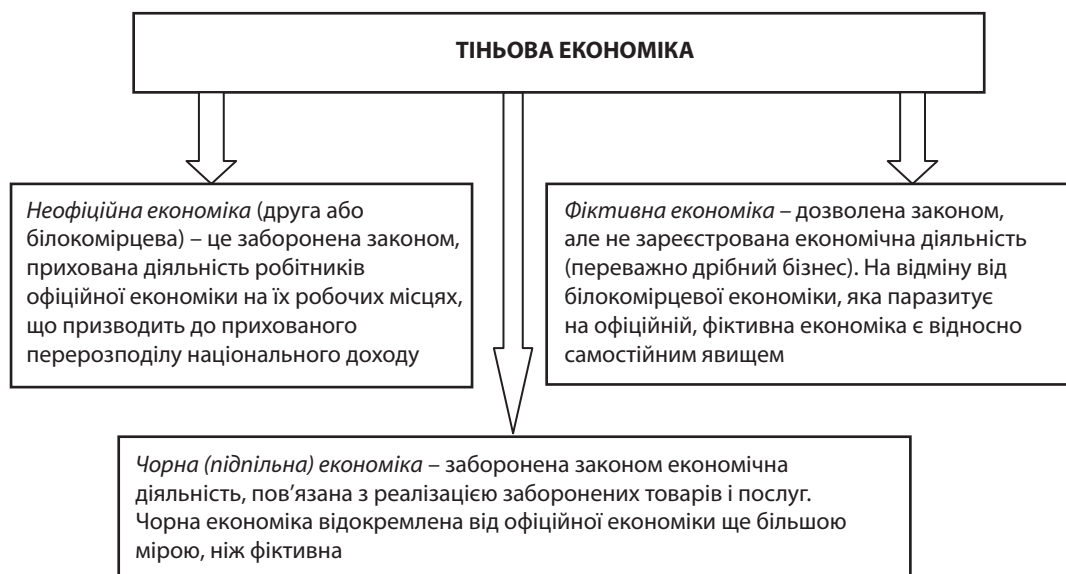 ТІНЬОВА ЕКОНОМІКА
Неофіційна економіка (друга або
білокомірцева) – це заборонена законом,
прихована діяльність робітників
офіційної економіки на їх робочих місцях,
що призводить до прихованого
перерозподілу національного доходу
Фіктивна економіка – дозволена законом,
але не зареєстрована економічна діяльність
(переважно дрібний бізнес). На відміну від
білокомірцевої економіки, яка паразитує
на офіційній, фіктивна економіка є відносно
самостійним явищем
Чорна (підпільна) економіка – заборонена законом економічна
діяльність, пов’язана з реалізацією заборонених товарів і послуг.
Чорна економіка відокремлена від офіційної економіки ще більшою
мірою, ніж фіктивна